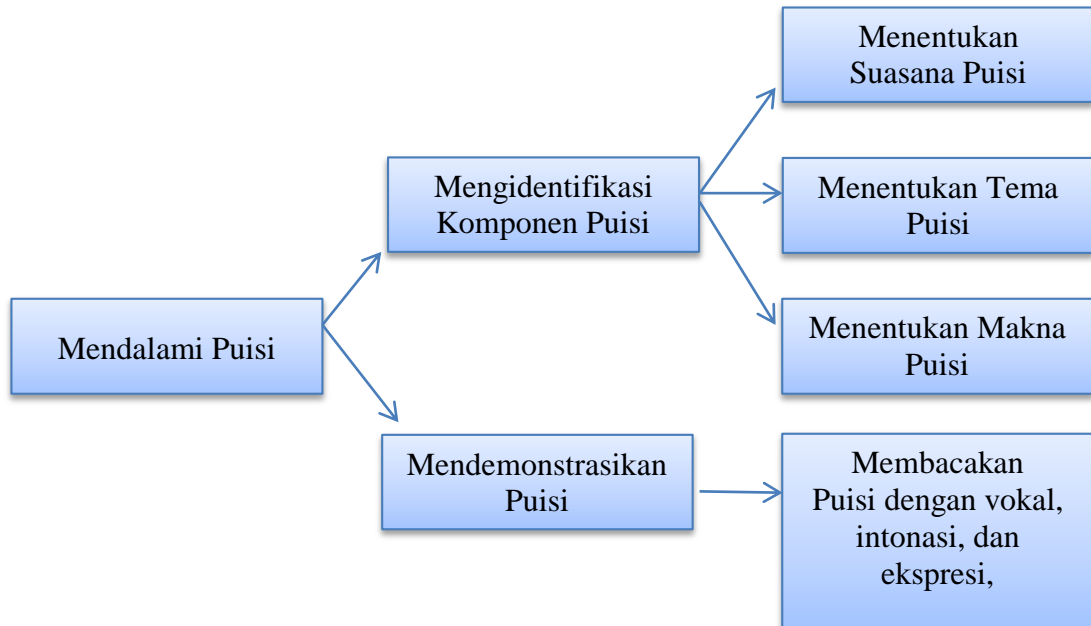 Menentukan
Suasana Puisi
Mengidentifikasi
Komponen Puisi
Menentukan Tema
Puisi
Mendalami Puisi
Menentukan Makna
Puisi
Mendemonstrasikan
Puisi
Membacakan
Puisi dengan vokal,
intonasi, dan
ekspresi,